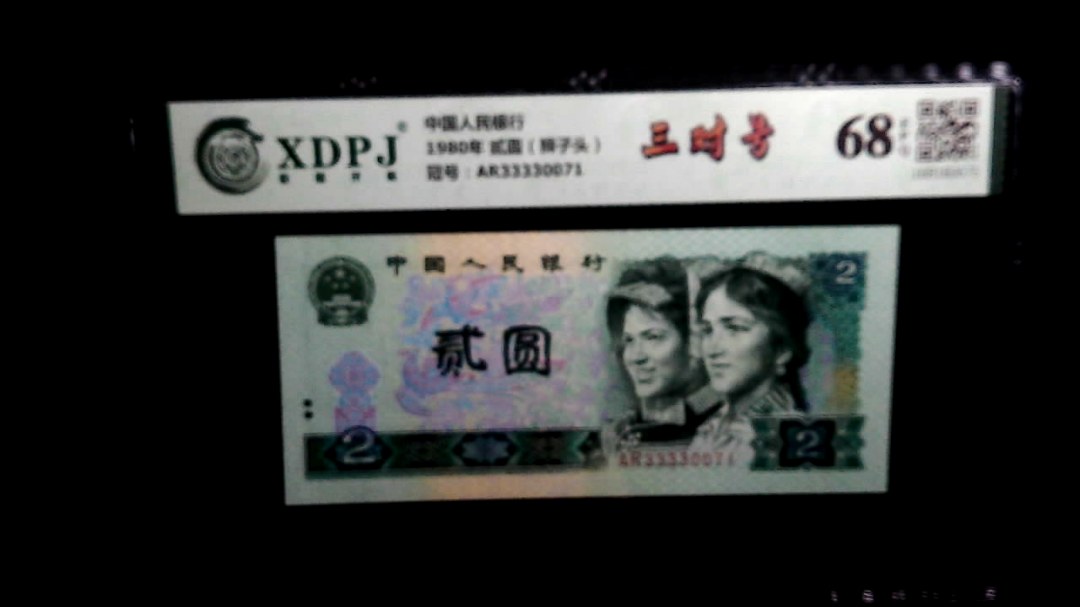 XDPJ®
中国人民银行
1980年 贰圆 ( 狮子头 )
冠号 : AR33330071
三对号
68
中国人民银行
2
贰圆
2
AR33330071
2